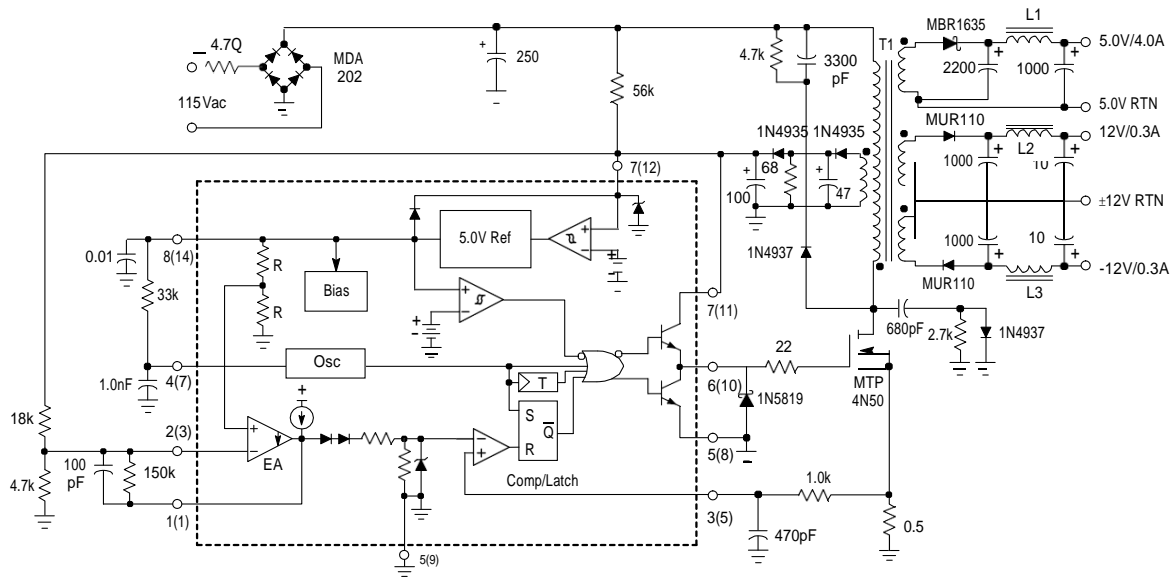 4.7Q
MDA
202
115Vac
250
56k
4.7k
3300
pF
T1
MBR1635
L1
5.0V/4.0A
2200
1000
5.0V RTN
MUR110
12V/0.3A
L2
1000
10
±12V RTN
1000
10
-12V/0.3A
MUR110
L3
1N4935
1N4935
68
100
47
7(12)
1N4937
0.01
8(14)
R
R
5.0V Ref
Bias
33k
7(11)
680pF
2.7k
1N4937
Osc
4(7)
1.0nF
T
22
6(10)
MTP
4N50
1N5819
18k
2(3)
S
Q
R
EA
Comp/Latch
5(8)
100
pF
150k
4.7k
1(1)
1.0k
3(5)
470pF
0.5
5(9)